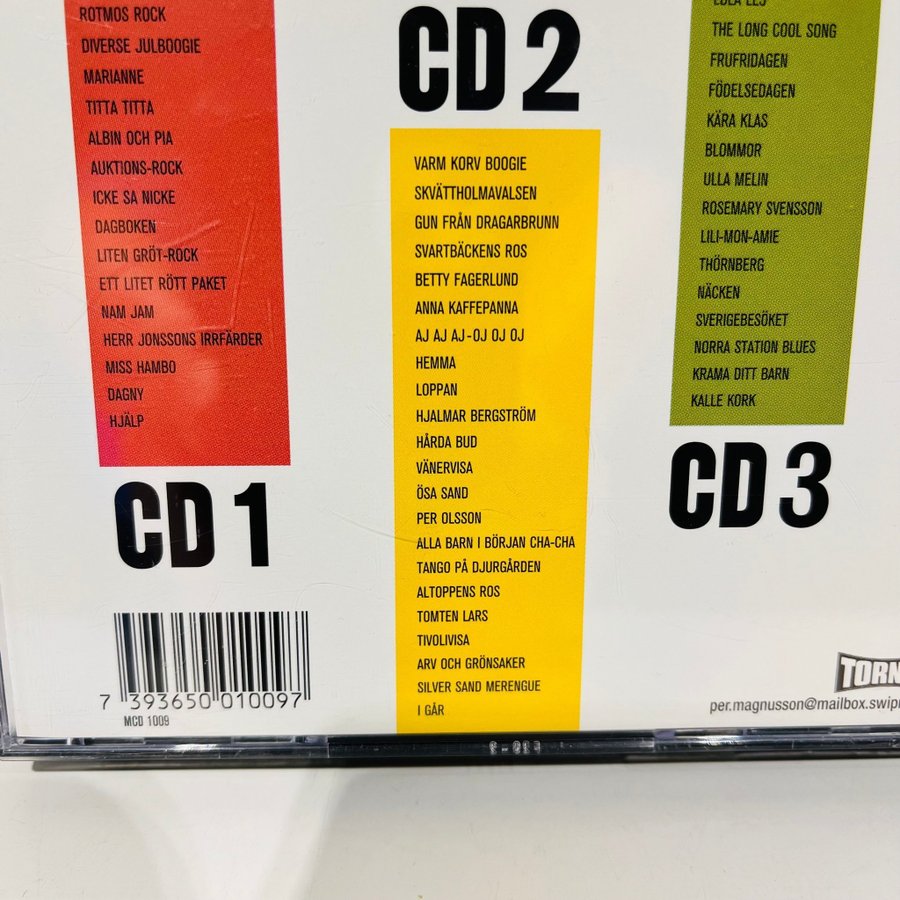 ROTMOS ROCK
DIVERSE JULBOOGIE
MARIANNE
TITTA TITTA
ALBIN OCH PIA
AUKTIONS-ROCK
ICKE SA NICKE
DAGBOKEN
LITEN GRÖT-ROCK
ETT LITET RÖTT PAKET
NAM JAM
HERR JONSSONS IRRFÄRDER
MISS HAMBO
DAGNY
HJÄLP
CD 1
7 393650 010097
MCD 1009
CD 2
VARM KORV BOOGIE
SKVÄTTHOLMAVALSEN
GUN FRÅN DRAGARBRUNN
SVARTBÄCKENS ROS
BETTY FAGERLUND
ANNA KAFFEPANNA
AJ AJ AJ-OJ OJ OJ
HEMMA
LOPPAN
HJALMAR BERGSTRÖM
HÅRDA BUD
VÄNERVISA
ÖSA SAND
PER OLSSON
ALLA BARN I BÖRJAN CHA-CHA
TANGO PÅ DJURGÅRDEN
ALTOPPENS ROS
TOMTEN LARS
TIVOLIVISA
ARV OCH GRÖNSAKER
SILVER SAND MERENGUE
I GÅR
THE LONG COOL SONG
FRUFRIDAGEN
FÖDELSEDAGEN
KÄRA KLAS
BLOMMOR
ULLA MELIN
ROSEMARY SVENSSON
LILI-MON-AMIE
THÖRNBERG
NÄCKEN
SVERIGEBESÖKET
NORRA STATION BLUES
KRAMA DITT BARN
KALLE KORK
CD 3
TORN
per.magnusson@mailbox.swip